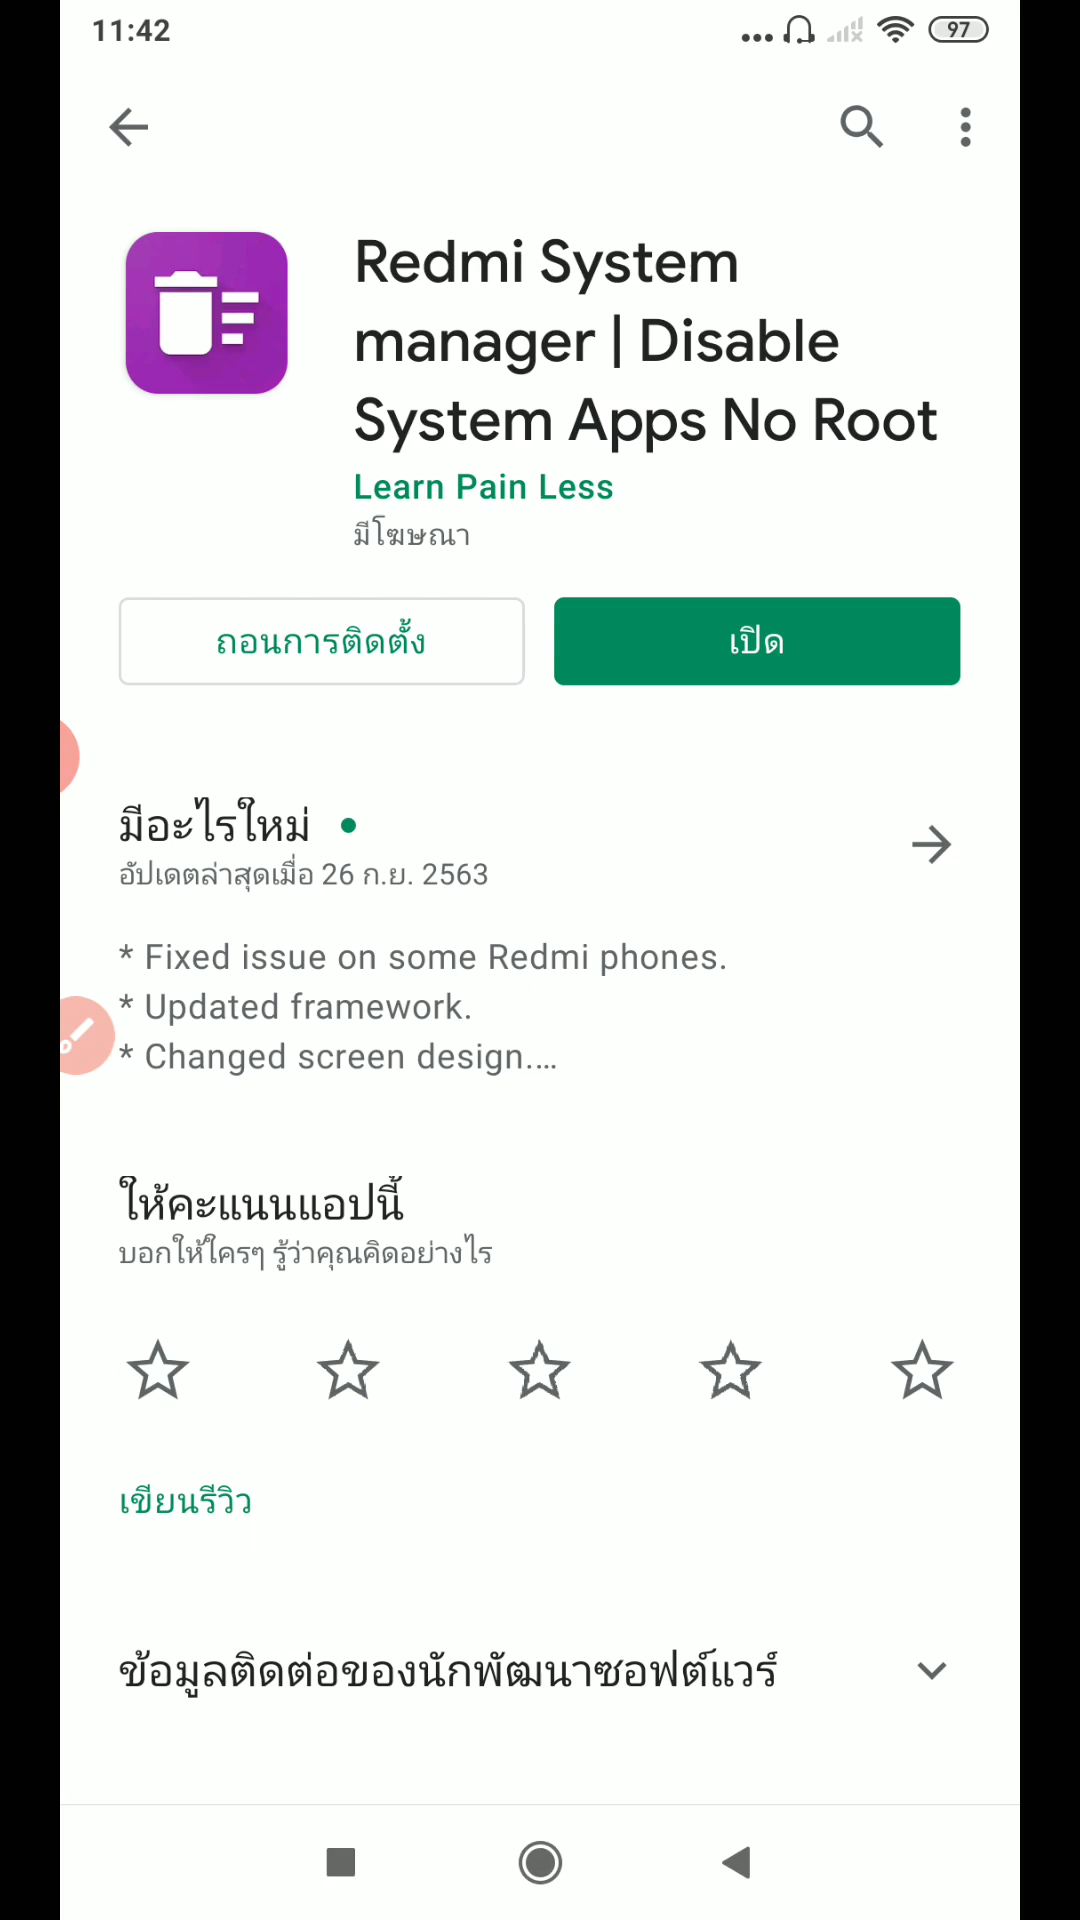 11:42
97
Redmi System
manager | Disable
System Apps No Root
Learn Pain Less
มีโฆษณา
ถอนการติดตั้ง
เปิด
มีอะไรใหม่
อัปเดตล่าสุดเมื่อ 26 ก.ย. 2563
* Fixed issue on some Redmi phones.
* Updated framework.
* Changed screen design.…
ให้คะแนนแอปนี้
บอกให้ใครๆ รู้ว่าคุณคิดอย่างไร
เขียนรีวิว
ข้อมูลติดต่อของนักพัฒนาซอฟต์แวร์